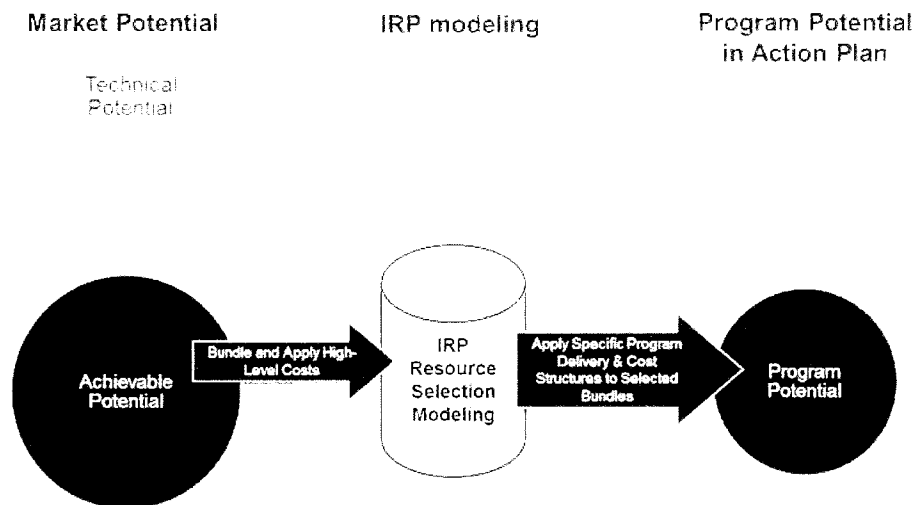 Market Potential
IRP modeling
Program Potential
in Action Plan
Technical
Potential
Achievable
Potential
Bundle and Apply High-
Level Costs
IRP
Resource
Selection
Modeling
Apply Specific Program
Delivery & Cost
Structures to Selected
Bundles
Program
Potential